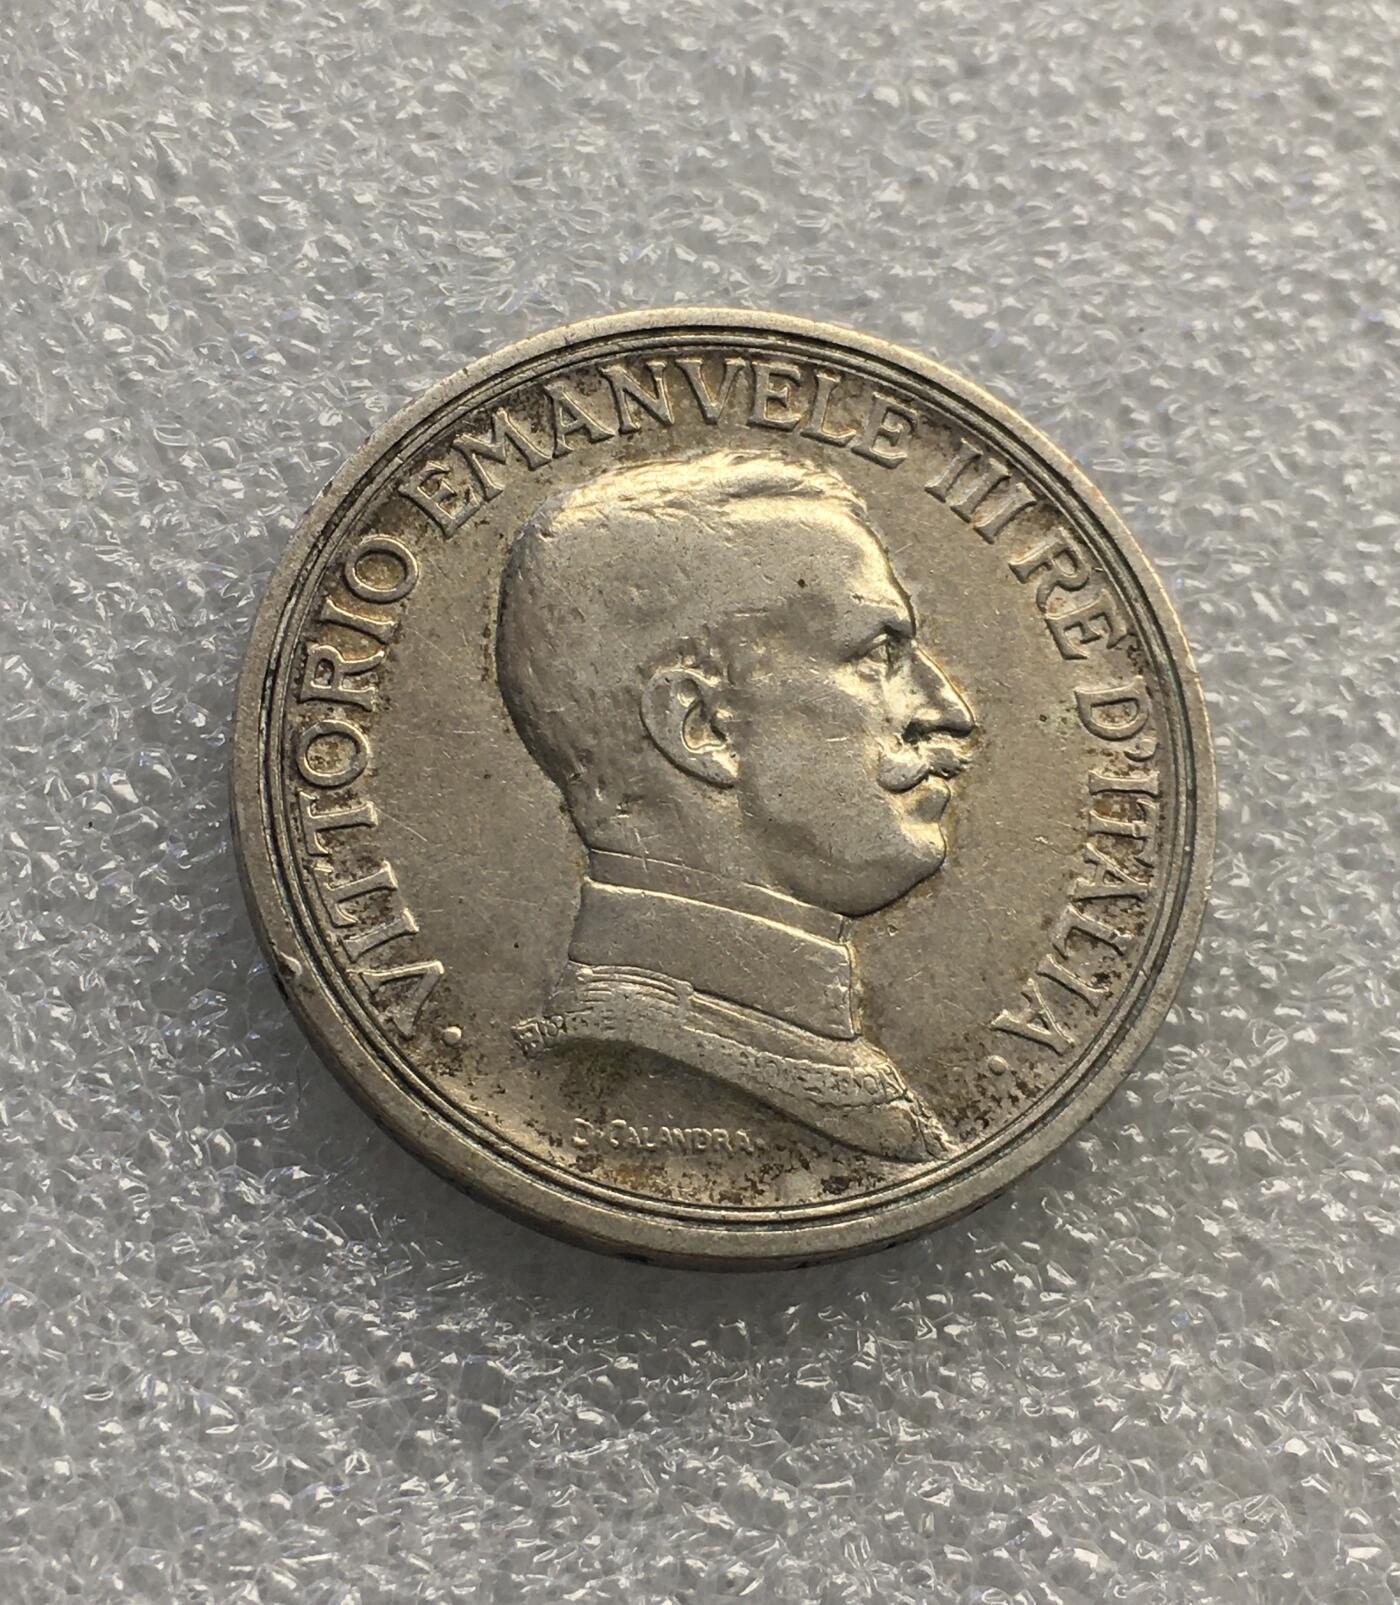 · VITTORIO EMANVELE III RE D'ITALIA ·
D. CALANDRA